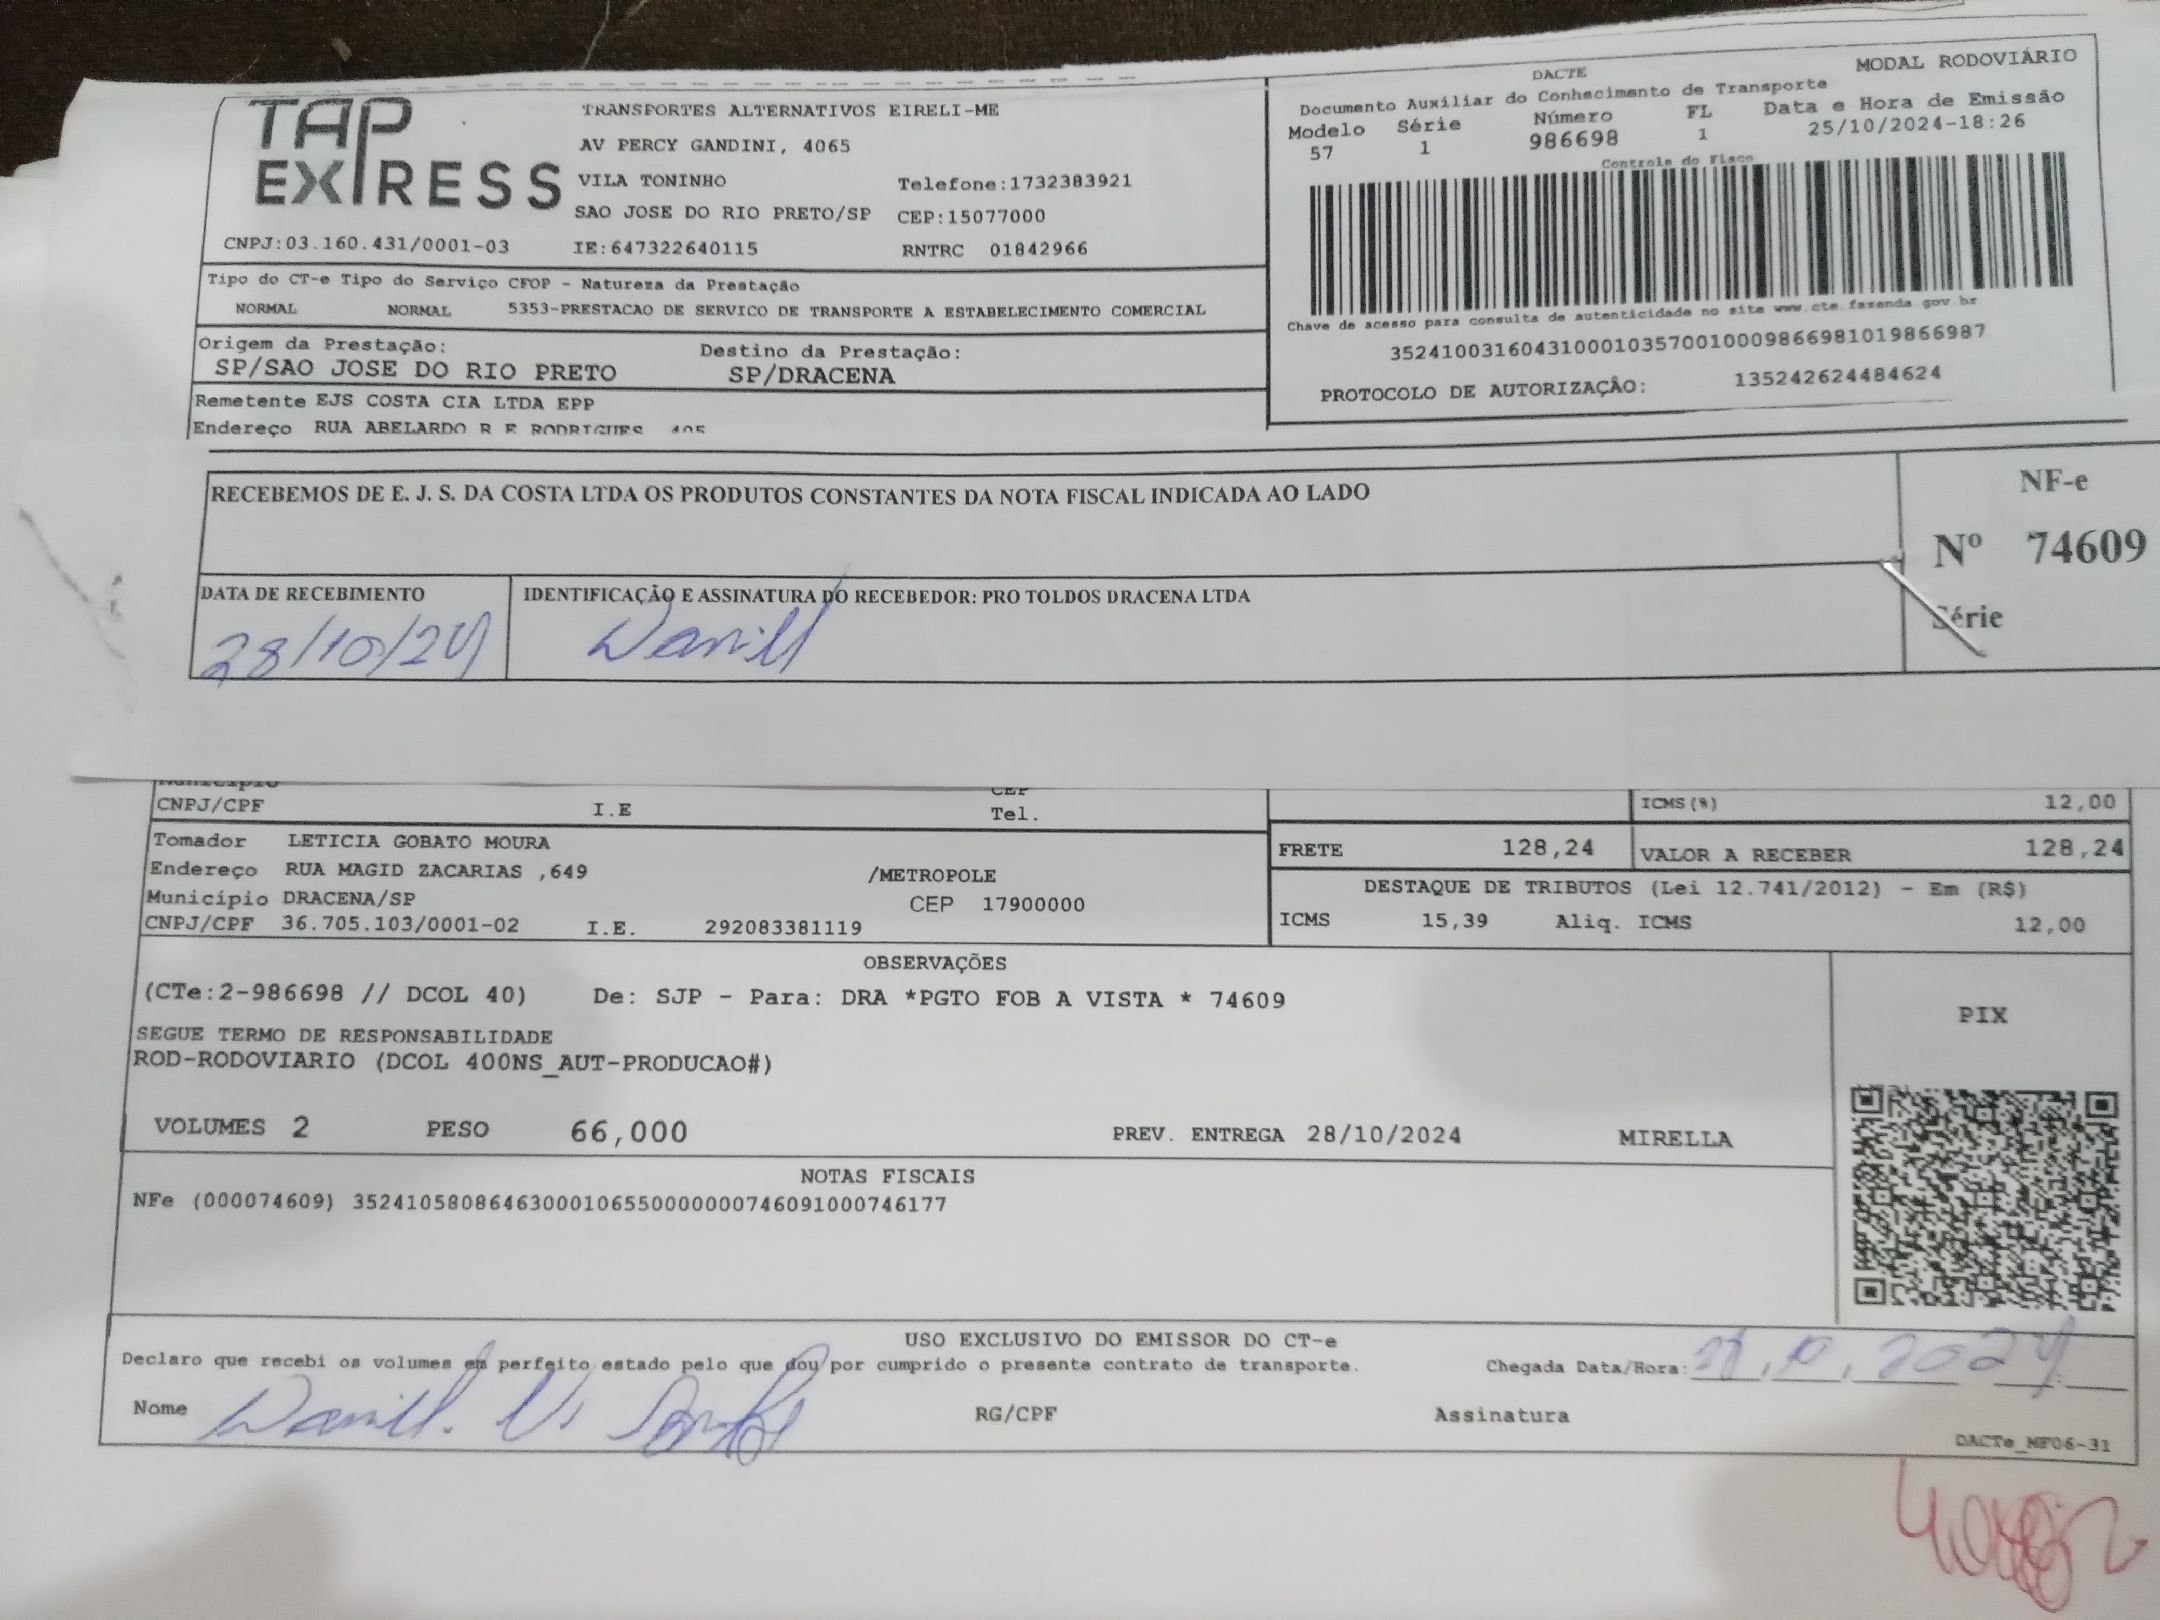 TAP EXPRESS
TRANSPORTES ALTERNATIVOS EIRELI-ME
AV PERCY GANDINI, 4065
VILA TONINHO Telefone:1732383921
SAO JOSE DO RIO PRETO/SP CEP:15077000
CNPJ:03.160.431/0001-03 IE:647322640115 RNTRC 01842966
DACTE MODAL RODOVIÁRIO
Documento Auxiliar do Conhecimento de Transporte
Modelo Série Número FL Data e Hora de Emissão
57 1 986698 1 25/10/2024-18:26
Controle do Fisco
Chave de acesso para consulta de autenticidade no site www.cte.fazenda.gov.br
35241003160431000103570010009866981019866987
PROTOCOLO DE AUTORIZAÇÃO: 135242624484624
Tipo do CT-e Tipo do Serviço CFOP - Natureza da Prestação
NORMAL NORMAL 5353-PRESTACAO DE SERVICO DE TRANSPORTE A ESTABELECIMENTO COMERCIAL
Origem da Prestação: Destino da Prestação:
SP/SAO JOSE DO RIO PRETO SP/DRACENA
Remetente EJS COSTA CIA LTDA EPP
Endereço RUA ABELARDO R F RODRIGUES 405
RECEBEMOS DE E. J. S. DA COSTA LTDA OS PRODUTOS CONSTANTES DA NOTA FISCAL INDICADA AO LADO
NF-e
Nº 74609
Série
DATA DE RECEBIMENTO IDENTIFICAÇÃO E ASSINATURA DO RECEBEDOR: PRO TOLDOS DRACENA LTDA
28/10/24
Município CEP
CNPJ/CPF I.E Tel. ICMS(%) 12,00
Tomador LETICIA GOBATO MOURA
Endereço RUA MAGID ZACARIAS ,649 /METROPOLE
Município DRACENA/SP CEP 17900000
CNPJ/CPF 36.705.103/0001-02 I.E. 292083381119
FRETE 128,24 VALOR A RECEBER 128,24
DESTAQUE DE TRIBUTOS (Lei 12.741/2012) - Em (R$)
ICMS 15,39 Aliq. ICMS 12,00
OBSERVAÇÕES
(CTe:2-986698 // DCOL 40) De: SJP - Para: DRA *PGTO FOB A VISTA * 74609
SEGUE TERMO DE RESPONSABILIDADE
ROD-RODOVIARIO (DCOL 400NS_AUT-PRODUCAO#)
PIX
VOLUMES 2 PESO 66,000 PREV. ENTREGA 28/10/2024 MIRELLA
NOTAS FISCAIS
NFe (000074609) 35241058086463000106550000000746091000746177
USO EXCLUSIVO DO EMISSOR DO CT-e
Declaro que recebi os volumes em perfeito estado pelo que dou por cumprido o presente contrato de transporte. Chegada Data/Hora: 28, 10, 2024
Nome RG/CPF Assinatura
DACTe_MF06-31